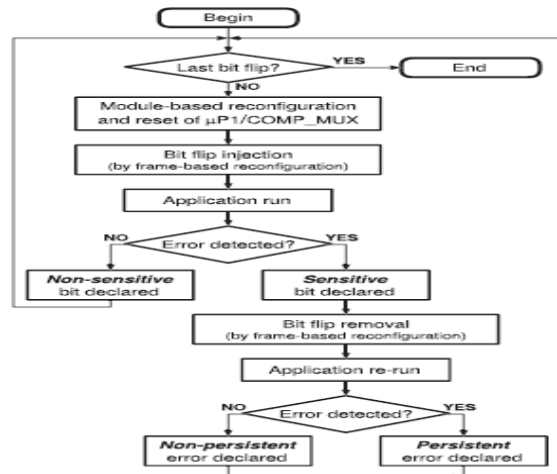 Begin
Last bit flip?
YES
End
NO
Module-based reconfiguration
and reset of µP1/COMP_MUX
Bit flip injection
(by frame-based reconfiguration)
Application run
NO
Error detected?
YES
Non-sensitive
bit declared
Sensitive
bit declared
Bit flip removal
(by frame-based reconfiguration)
Application re-run
NO
Error detected?
YES
Non-persistent
error declared
Persistent
error declared